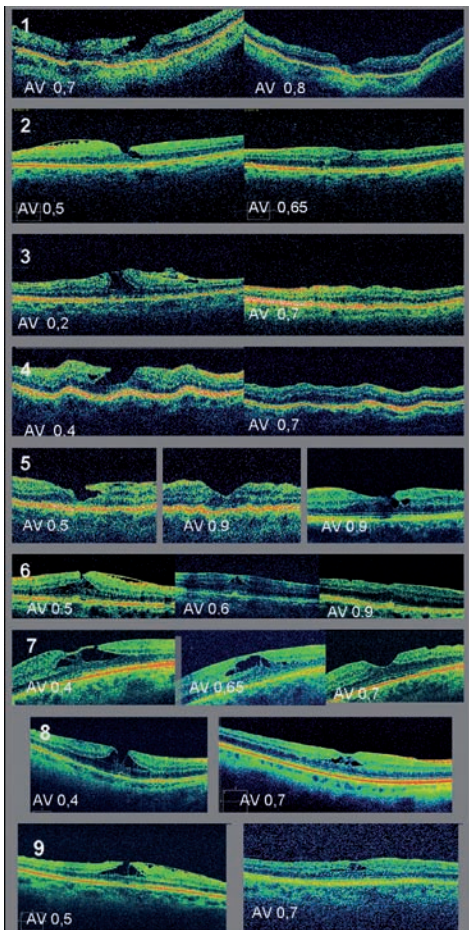 1
AV 0,7 AV 0,8
2
AV 0,5 AV 0,65
3
AV 0,2 AV 0,7
4
AV 0.4 AV 0,7
5
AV 0.5 AV 0.9 AV 0.9
6
AV 0.5 AV 0.6 AV 0.9
7
AV 0.4 AV 0.65 AV 0.7
8
AV 0,4 AV 0,7
9
AV 0,5 AV 0,7